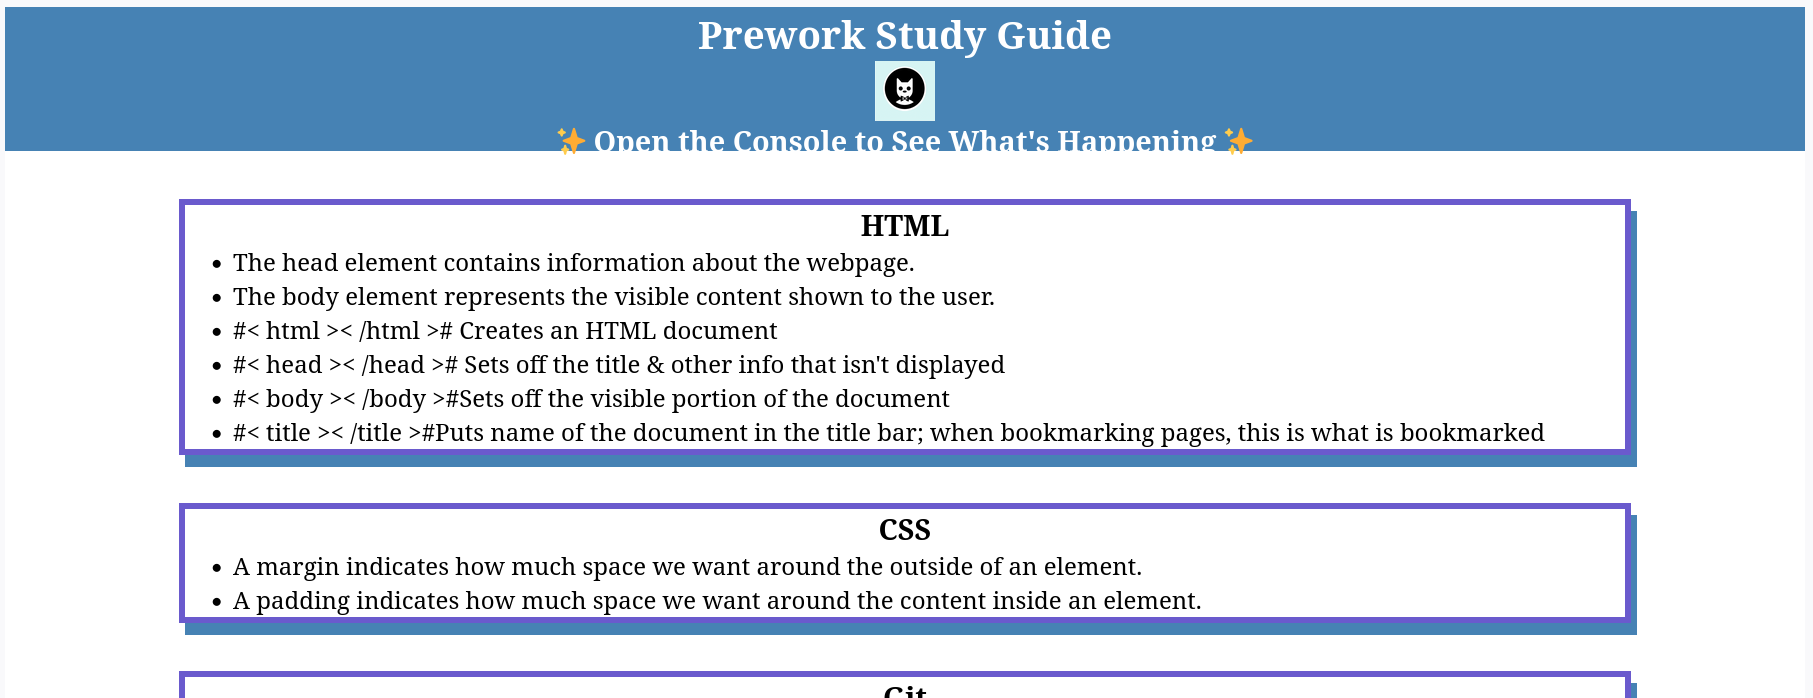 Prework Study Guide
✨ Open the Console to See What's Happening ✨
HTML
• The head element contains information about the webpage.
• The body element represents the visible content shown to the user.
• #< html >< /html ># Creates an HTML document
• #< head >< /head ># Sets off the title & other info that isn't displayed
• #< body >< /body >#Sets off the visible portion of the document
• #< title >< /title >#Puts name of the document in the title bar; when bookmarking pages, this is what is bookmarked
CSS
• A margin indicates how much space we want around the outside of an element.
• A padding indicates how much space we want around the content inside an element.
Git